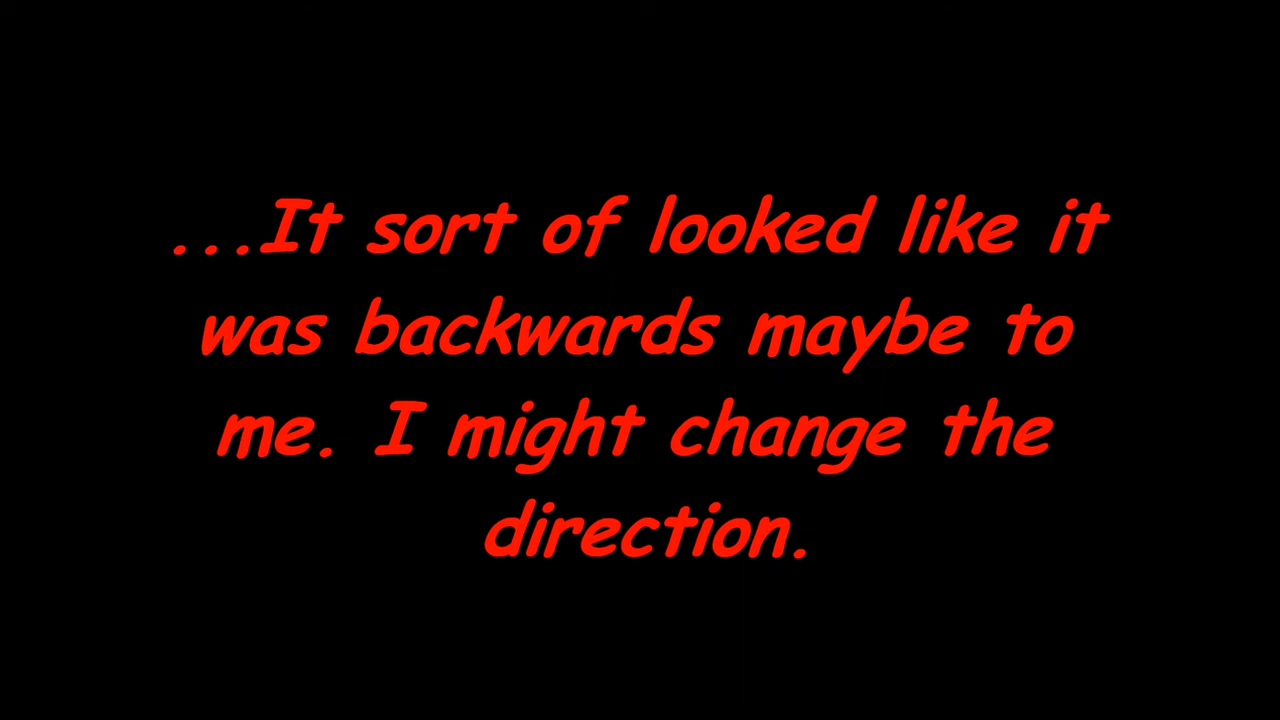 ...It sort of looked like it
was backwards maybe to
me. I might change the
direction.